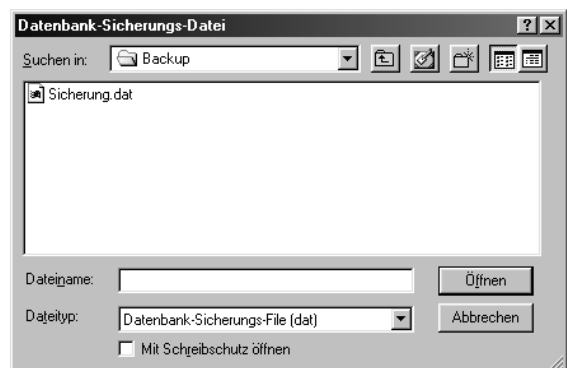 Datenbank-Sicherungs-Datei
Suchen in: Backup
Sicherung.dat
Dateiname: Öffnen
Dateityp: Datenbank-Sicherungs-File (dat) Abbrechen
Mit Schreibschutz öffnen